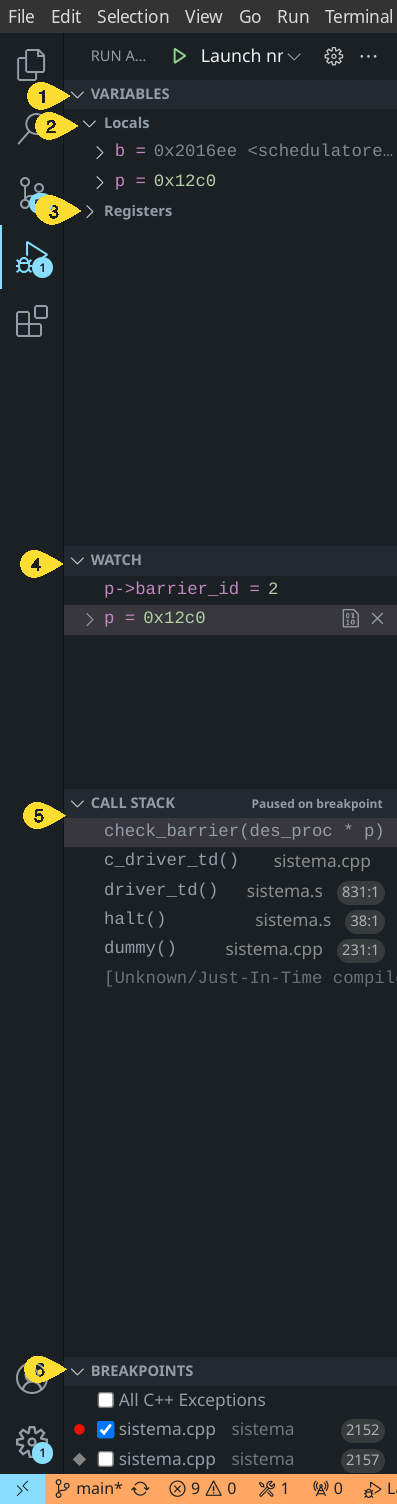 File Edit Selection View Go Run Terminal
RUN A... Launch nr
1 VARIABLES
2 Locals
b = 0x2016ee <schedulatore…
p = 0x12c0
3 Registers
1
4 WATCH
p->barrier_id = 2
p = 0x12c0
CALL STACK Paused on breakpoint
5
check_barrier(des_proc * p)
c_driver_td() sistema.cpp
driver_td() sistema.s 831:1
halt() sistema.s 38:1
dummy() sistema.cpp 231:1
[Unknown/Just-In-Time compil
6 BREAKPOINTS
All C++ Exceptions
sistema.cpp sistema 2152
1
sistema.cpp sistema 2157
main* 9 0 1 0 La